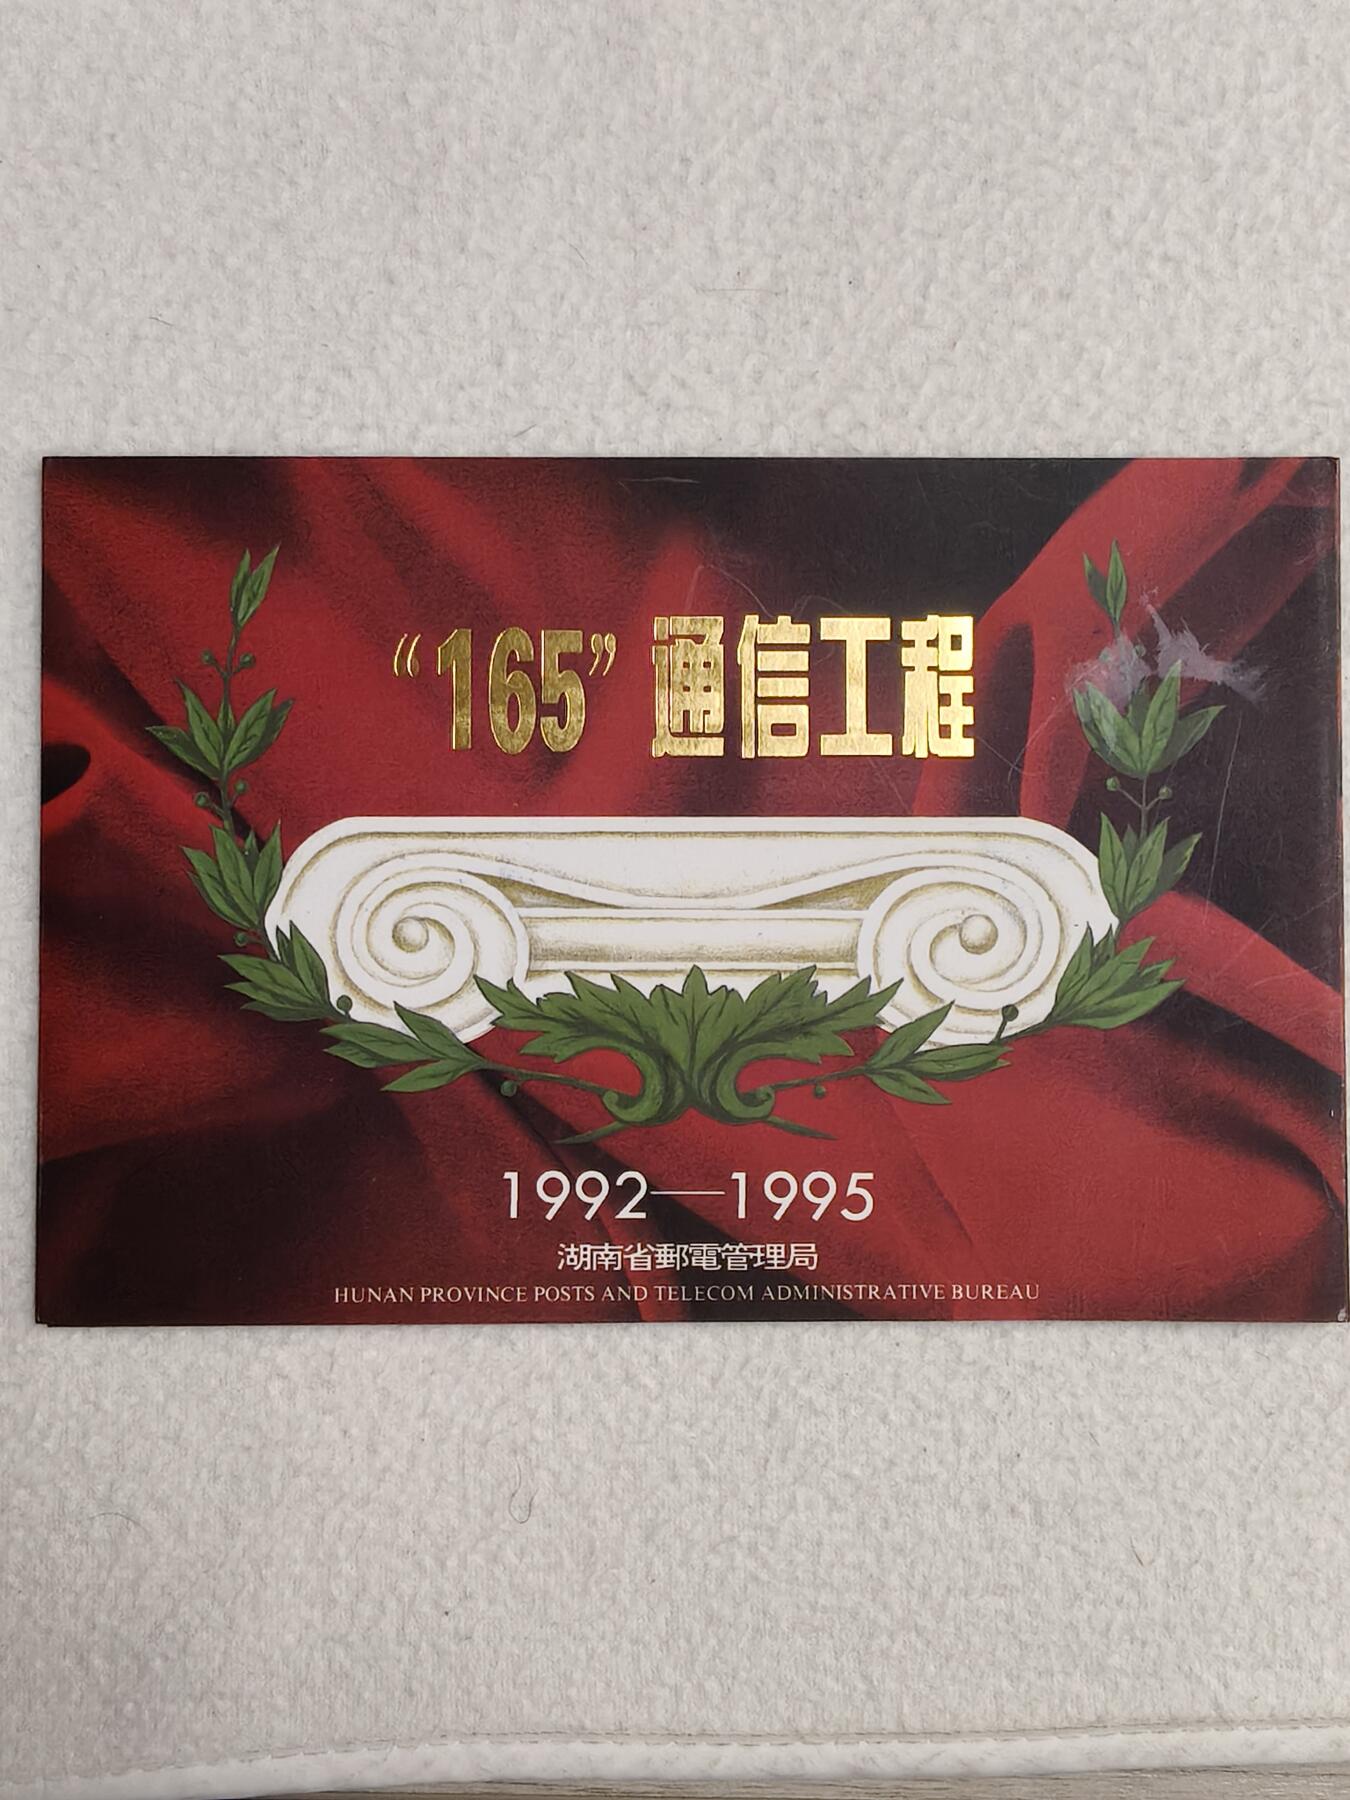 “165”通信工程
1992—1995
湖南省郵電管理局
HUNAN PROVINCE POSTS AND TELECOM ADMINISTRATIVE BUREAU